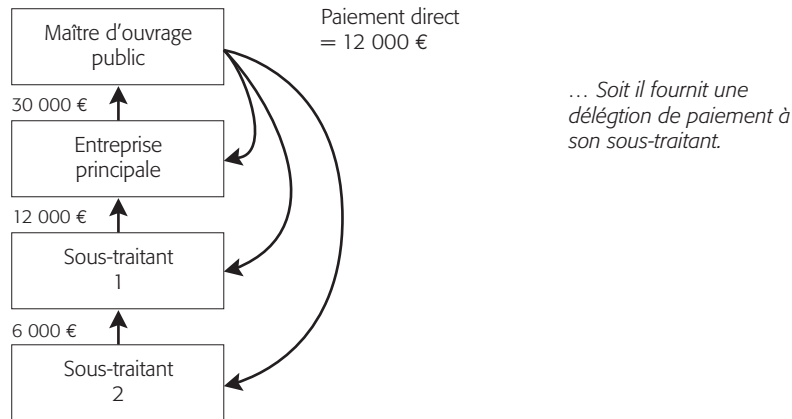 Maître d'ouvrage
public
Paiement direct
= 12 000 €
… Soit il fournit une
délégtion de paiement à
son sous-traitant.
30 000 €
Entreprise
principale
12 000 €
Sous-traitant
1
6 000 €
Sous-traitant
2